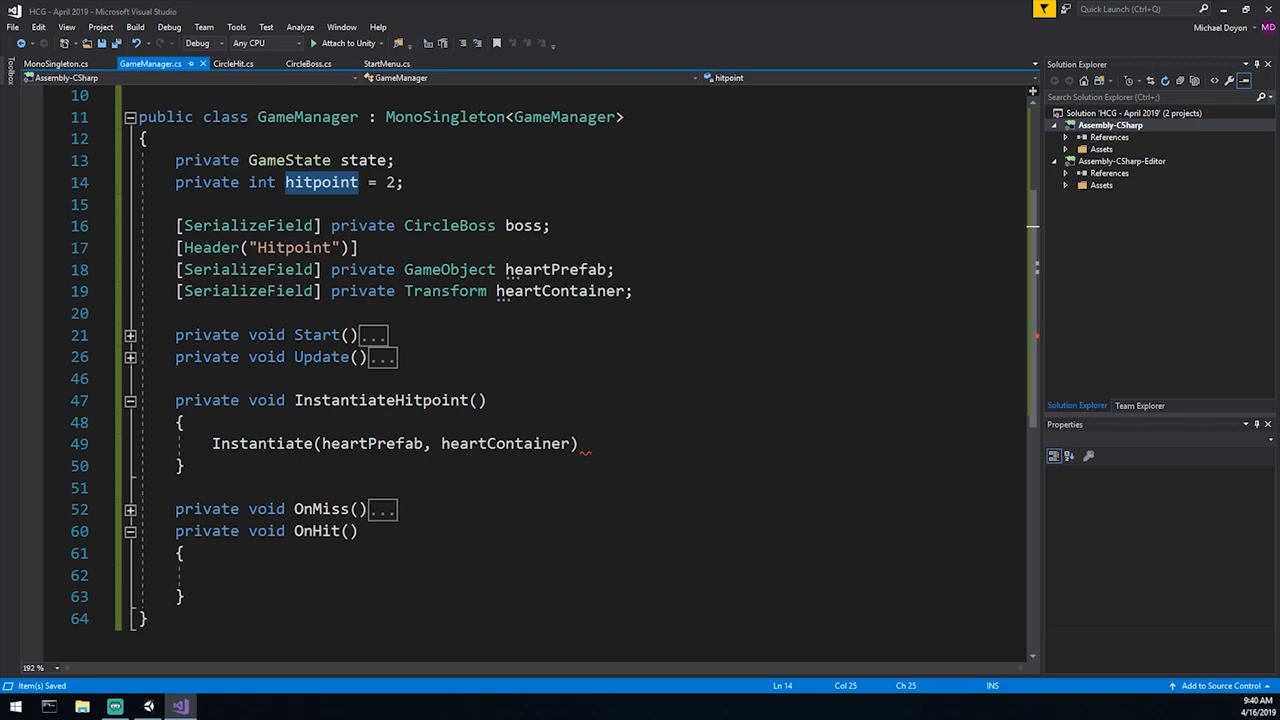 HCG - April 2019 - Microsoft Visual Studio
Quick Launch (Ctrl+Q)
File Edit View Project Build Debug Team Tools Test Analyze Window Help
Michael Doyon MD
Debug Any CPU Attach to Unity
Toolbox
MonoSingleton.cs GameManager.cs CircleHit.cs CircleBoss.cs StartMenu.cs
Assembly-CSharp GameManager hitpoint
10
11 public class GameManager : MonoSingleton<GameManager>
12 {
13 private GameState state;
14 private int hitpoint = 2;
15
16 [SerializeField] private CircleBoss boss;
17 [Header("Hitpoint")]
18 [SerializeField] private GameObject heartPrefab;
19 [SerializeField] private Transform heartContainer;
20
21 private void Start()...
26 private void Update()...
46
47 private void InstantiateHitpoint()
48 {
49 Instantiate(heartPrefab, heartContainer)
50 }
51
52 private void OnMiss()...
60 private void OnHit()
61 {
62
63 }
64 }
192 %
Solution Explorer
Search Solution Explorer (Ctrl+;)
Solution 'HCG - April 2019' (2 projects)
Assembly-CSharp
References
Assets
Assembly-CSharp-Editor
References
Assets
Solution Explorer Team Explorer
Properties
Item(s) Saved Ln 14 Col 25 Ch 25 INS Add to Source Control
9:40 AM
4/16/2019